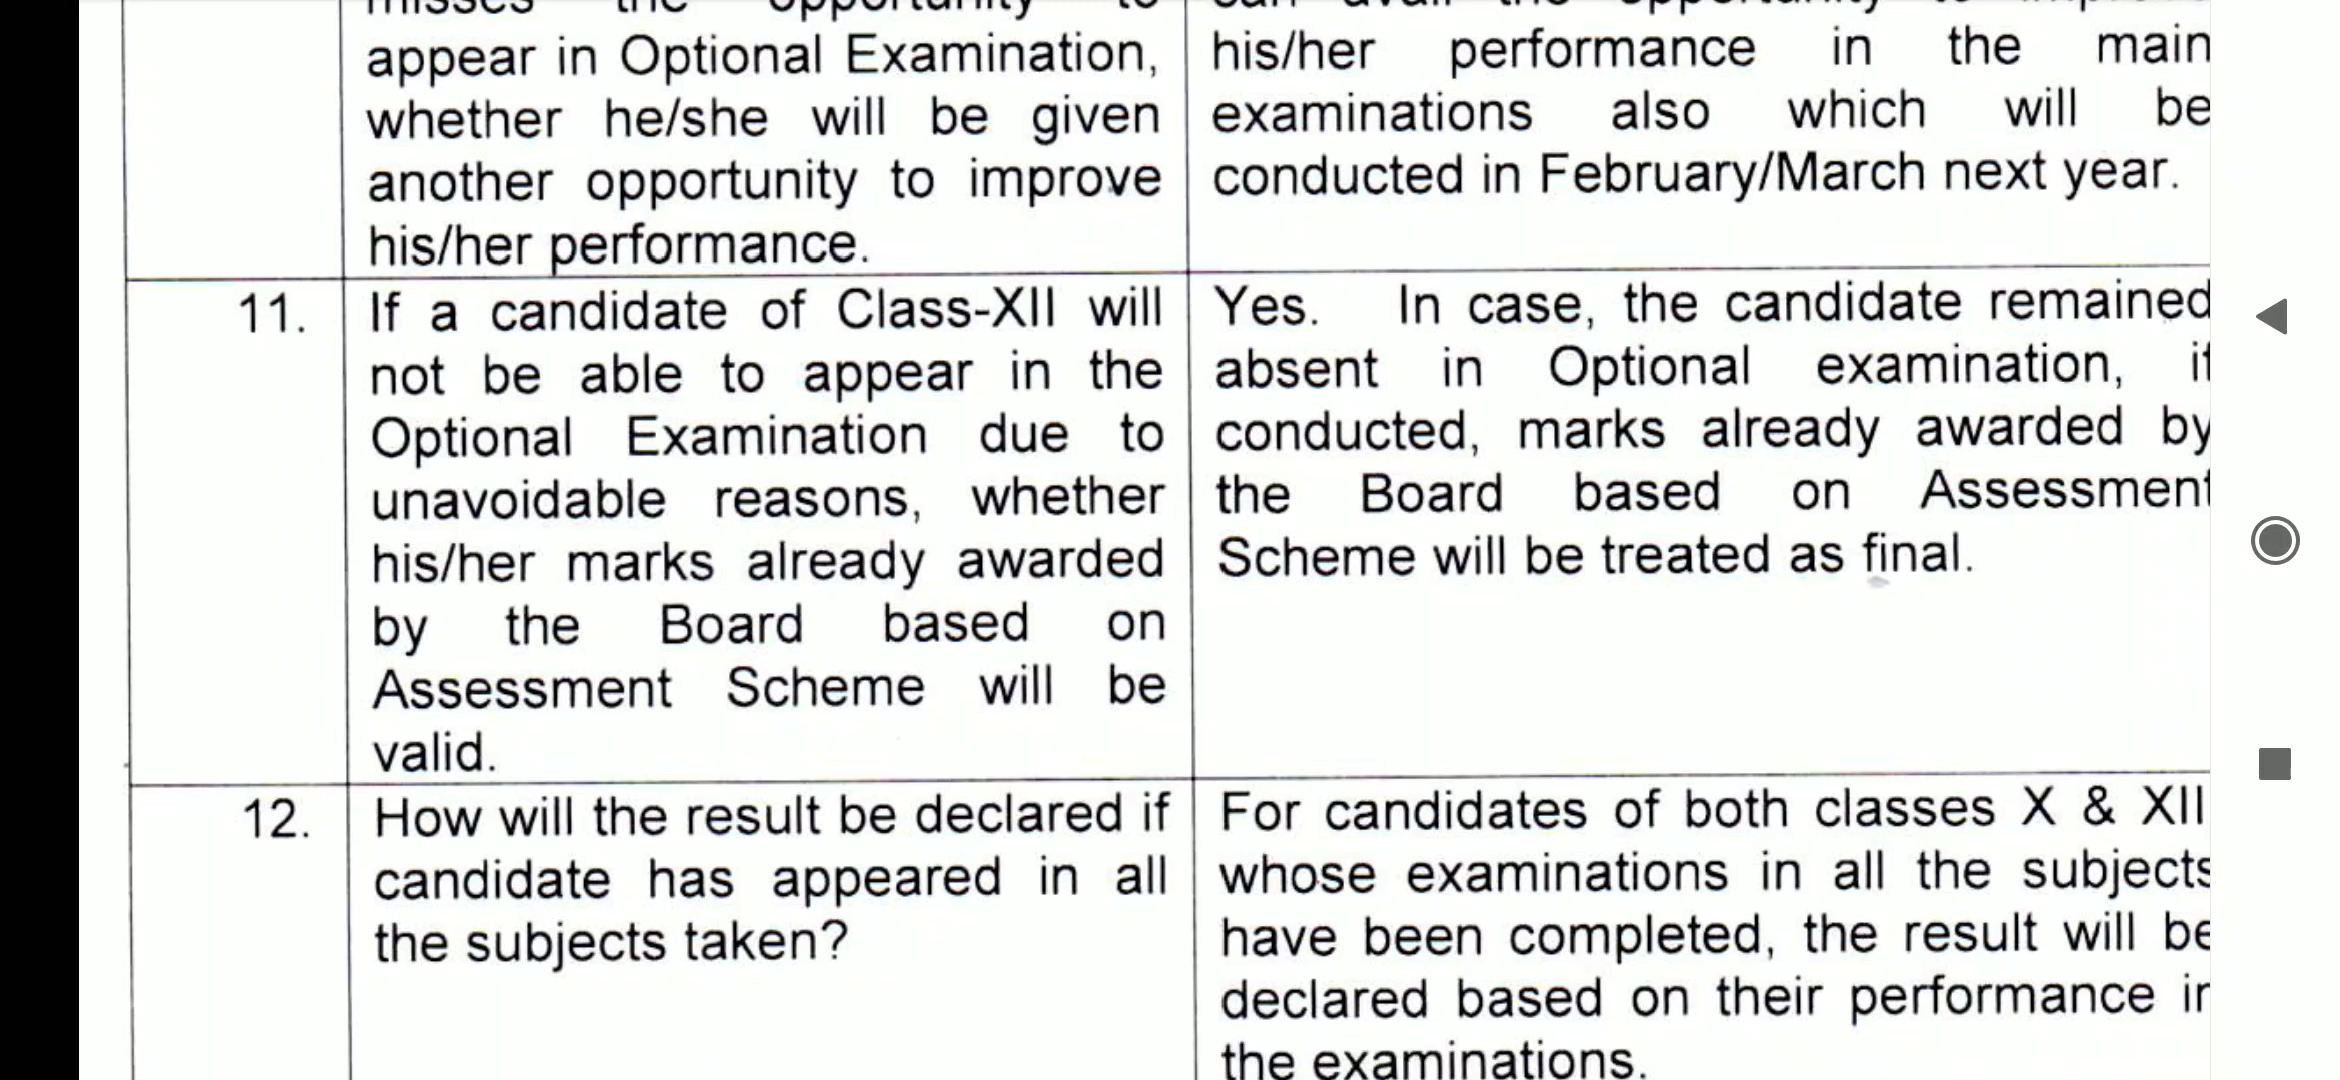 appear in Optional Examination,
whether he/she will be given
another opportunity to improve
his/her performance.
his/her performance in the main
examinations also which will be
conducted in February/March next year.
11.
If a candidate of Class-XII will
not be able to appear in the
Optional Examination due to
unavoidable reasons, whether
his/her marks already awarded
by the Board based on
Assessment Scheme will be
valid.
Yes. In case, the candidate remained
absent in Optional examination, if
conducted, marks already awarded by
the Board based on Assessment
Scheme will be treated as final.
12.
How will the result be declared if
candidate has appeared in all
the subjects taken?
For candidates of both classes X & XII
whose examinations in all the subjects
have been completed, the result will be
declared based on their performance in
the examinations.